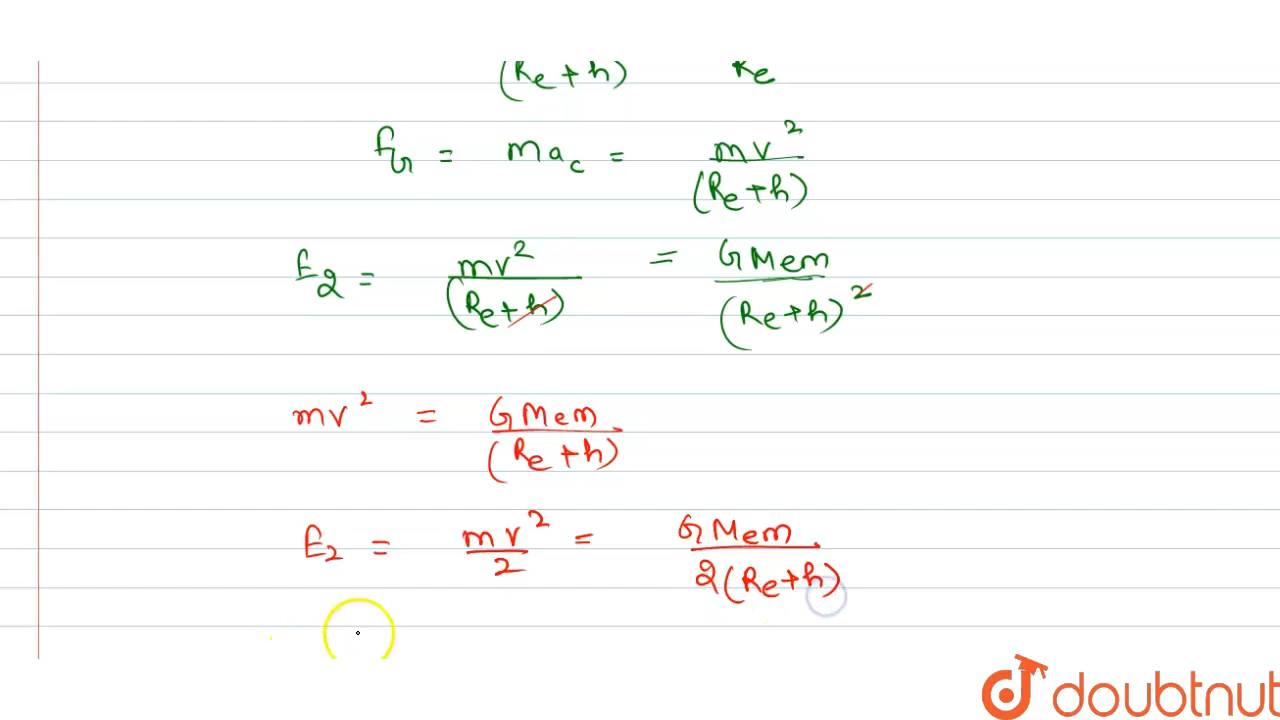 (Re+h) Re
FG = mac = mv²/(Re+h)
E2 = mv²/(Re+h) = GMem/(Re+h)²
mv² = GMem/(Re+h)
E2 = mv²/2 = GMem/2(Re+h)
doubtnut